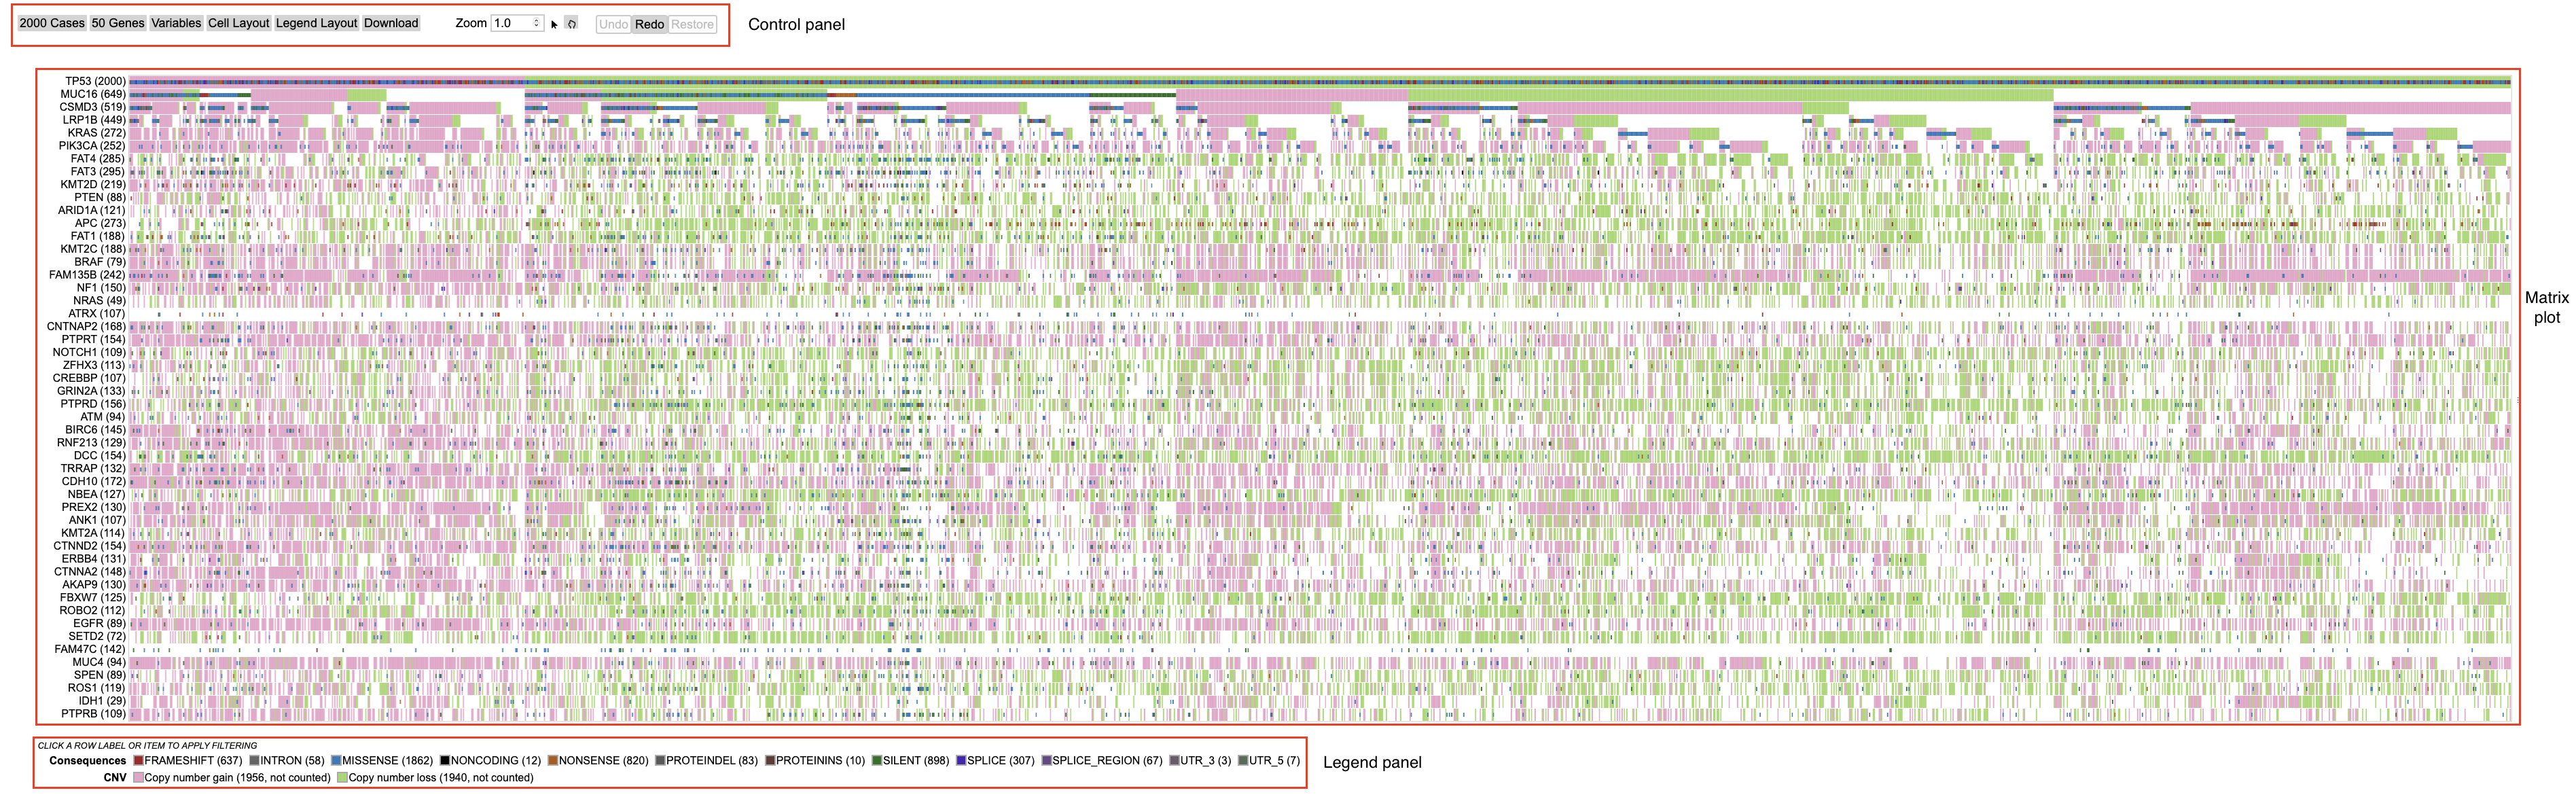 2000 Cases 50 Genes Variables Cell Layout Legend Layout Download Zoom 1.0 Undo Redo Restore
Control panel
TP53 (2000)
MUC16 (649)
CSMD3 (519)
LRP1B (449)
KRAS (272)
PIK3CA (252)
FAT4 (285)
FAT3 (295)
KMT2D (219)
PTEN (88)
ARID1A (121)
APC (273)
FAT1 (188)
KMT2C (188)
BRAF (79)
FAM135B (242)
NF1 (150)
NRAS (49)
ATRX (107)
CNTNAP2 (168)
PTPRT (154)
NOTCH1 (109)
ZFHX3 (113)
CREBBP (107)
GRIN2A (133)
PTPRD (156)
ATM (94)
BIRC6 (145)
RNF213 (129)
DCC (154)
TRRAP (132)
CDH10 (172)
NBEA (127)
PREX2 (130)
ANK1 (107)
KMT2A (114)
CTNND2 (154)
ERBB4 (131)
CTNNA2 (148)
AKAP9 (130)
FBXW7 (125)
ROBO2 (112)
EGFR (89)
SETD2 (72)
FAM47C (142)
MUC4 (94)
SPEN (89)
ROS1 (119)
IDH1 (29)
PTPRB (109)
Matrix
plot
CLICK A ROW LABEL OR ITEM TO APPLY FILTERING
Consequences FRAMESHIFT (637) INTRON (58) MISSENSE (1862) NONCODING (12) NONSENSE (820) PROTEINDEL (83) PROTEININS (10) SILENT (898) SPLICE (307) SPLICE_REGION (67) UTR_3 (3) UTR_5 (7)
CNV Copy number gain (1956, not counted) Copy number loss (1940, not counted)
Legend panel